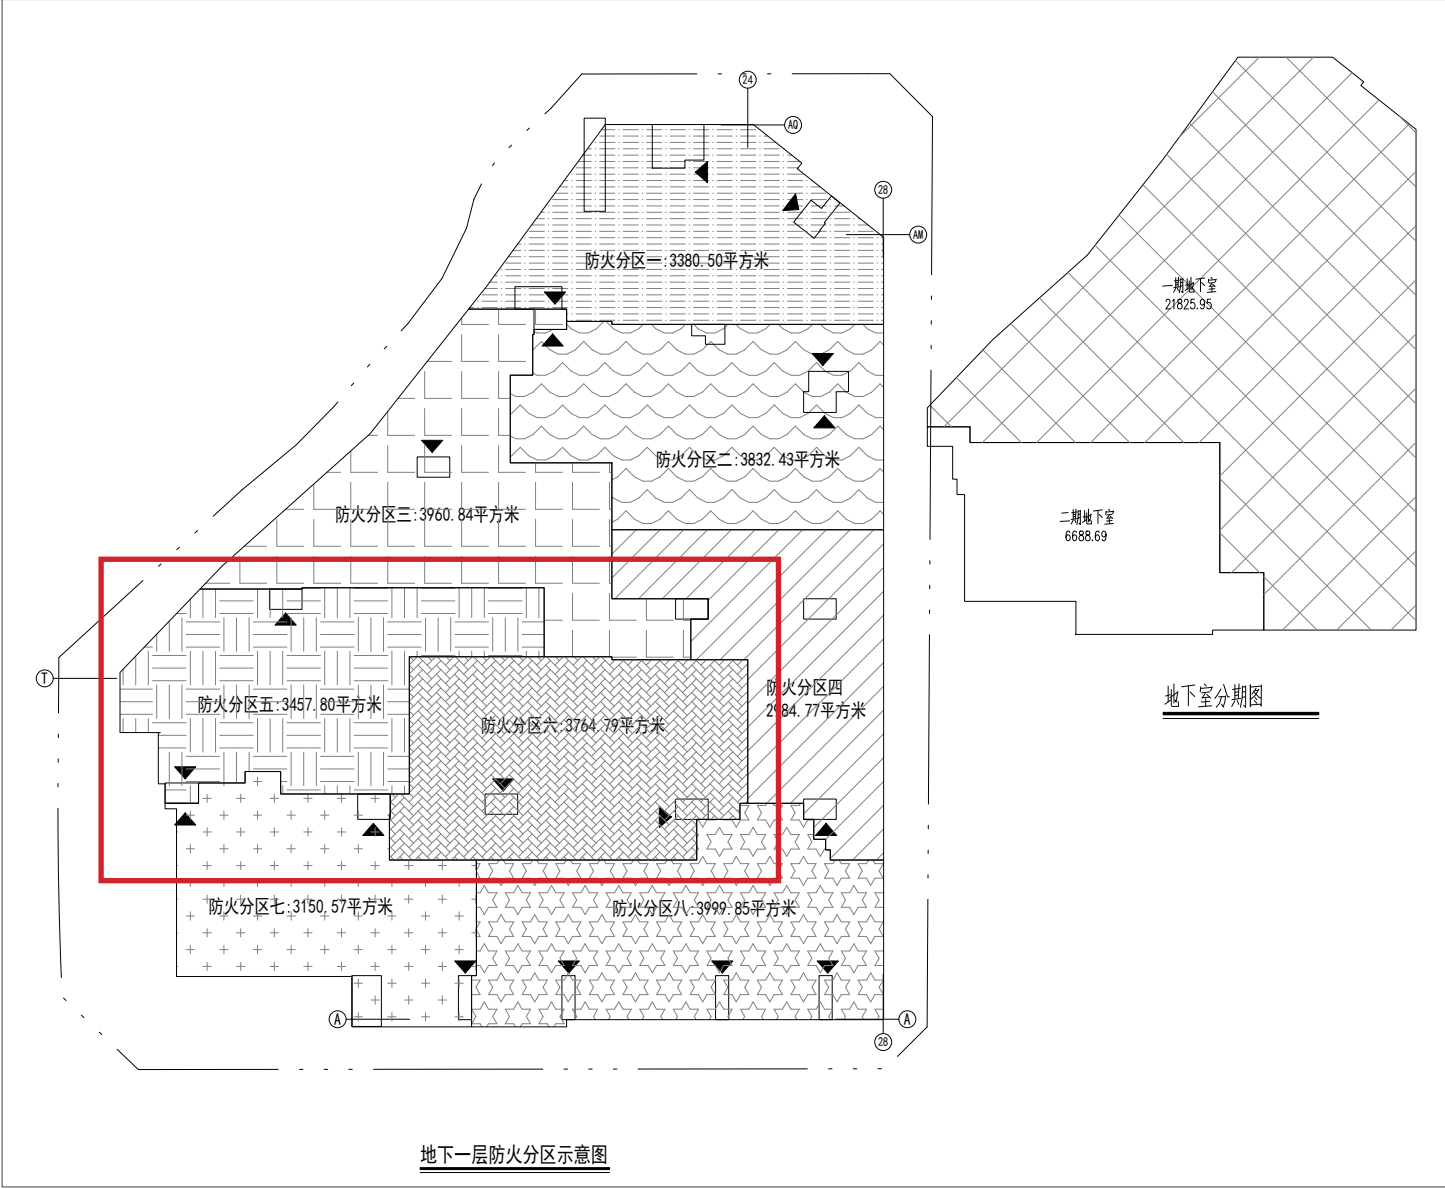 24
AQ
28
AM
防火分区一:3380.50平方米
一期地下室
21825.95
防火分区二:3832.43平方米
防火分区三:3960.84平方米
二期地下室
6688.69
T
防火分区四
2984.77平方米
防火分区五:3457.80平方米
防火分区六:3764.79平方米
地下室分期图
防火分区七:3150.57平方米
防火分区八:3999.85平方米
A
A
28
地下一层防火分区示意图